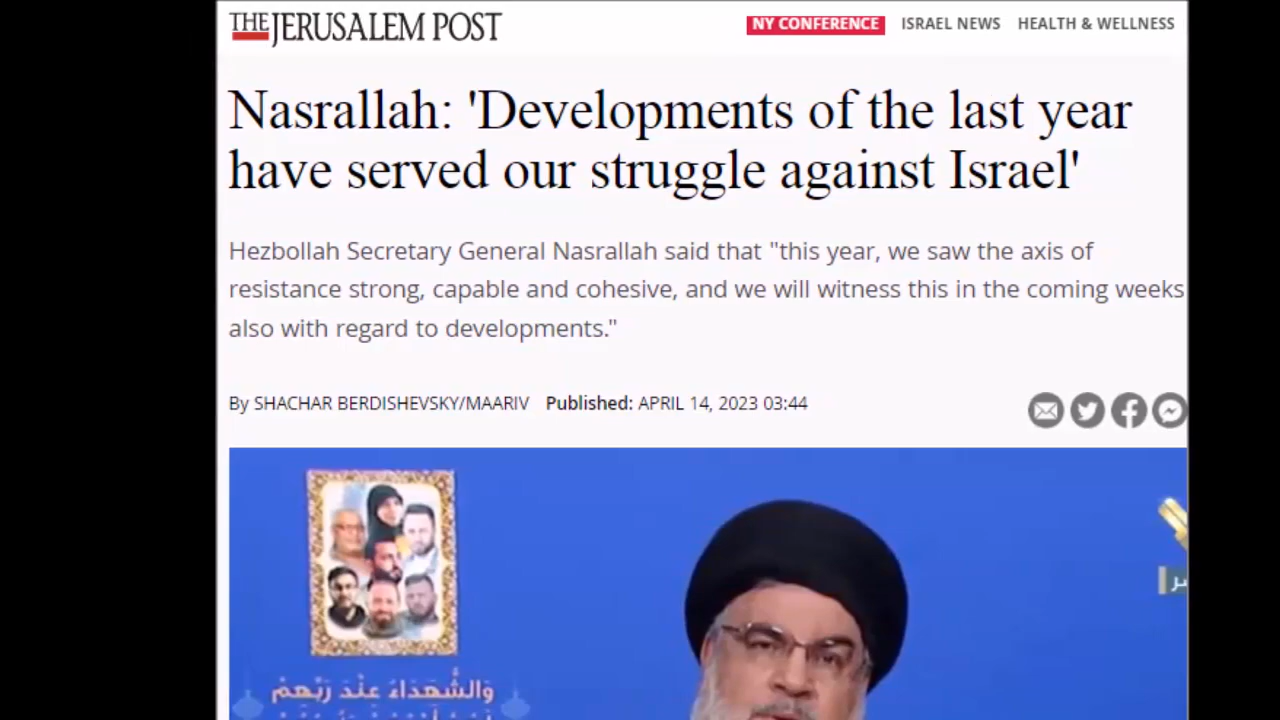 THE JERUSALEM POST
NY CONFERENCE ISRAEL NEWS HEALTH & WELLNESS
Nasrallah: 'Developments of the last year
have served our struggle against Israel'
Hezbollah Secretary General Nasrallah said that "this year, we saw the axis of
resistance strong, capable and cohesive, and we will witness this in the coming weeks
also with regard to developments."
By SHACHAR BERDISHEVSKY/MAARIV Published: APRIL 14, 2023 03:44
وَالشُّهَدَاءُ عِنْدَ رَبِّهِمْ